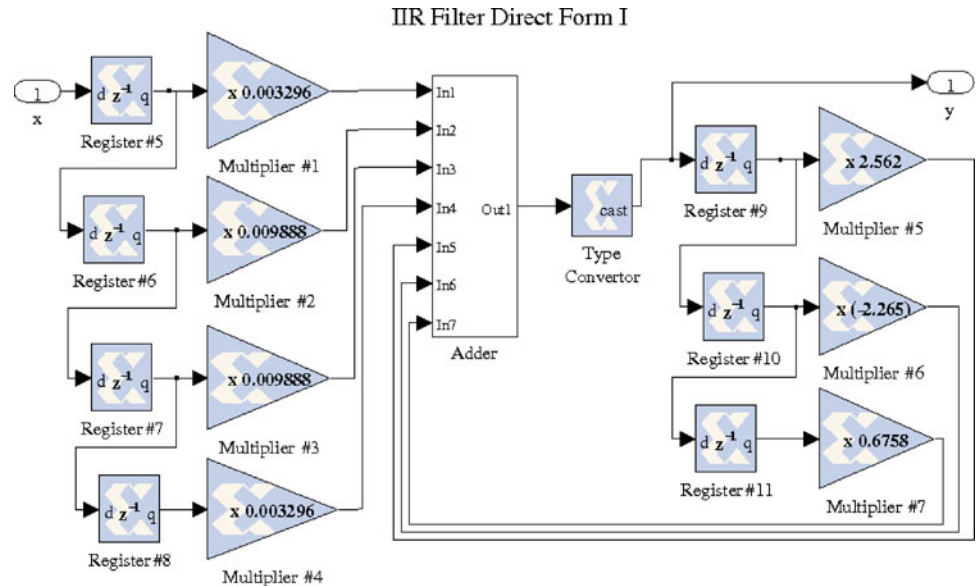 IIR Filter Direct Form I
1
x
d z⁻¹ q
Register #5
x 0.003296
Multiplier #1
d z⁻¹ q
Register #6
x 0.009888
Multiplier #2
d z⁻¹ q
Register #7
x 0.009888
Multiplier #3
d z⁻¹ q
Register #8
x 0.003296
Multiplier #4
In1
In2
In3
In4
In5
In6
In7
Out1
Adder
cast
Type
Convertor
1
y
d z⁻¹ q
Register #9
x 2.562
Multiplier #5
d z⁻¹ q
Register #10
x (-2.265)
Multiplier #6
d z⁻¹ q
Register #11
x 0.6758
Multiplier #7